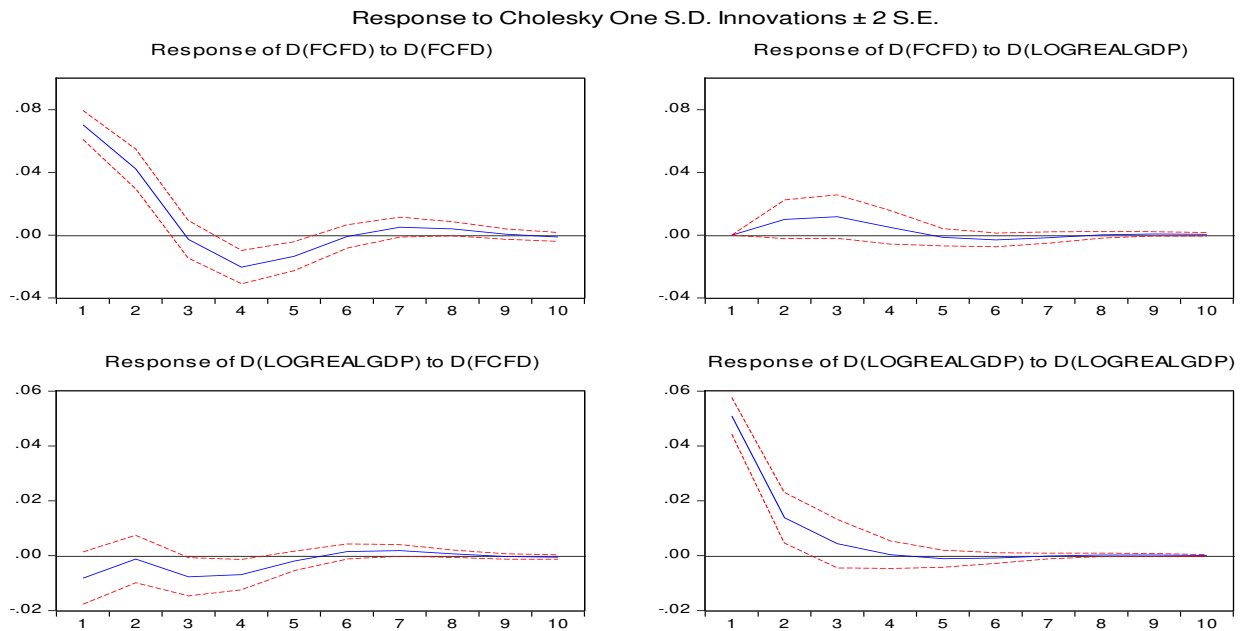 Response to Cholesky One S.D. Innovations ± 2 S.E.
Response of D(FCFD) to D(FCFD)
.08
.04
.00
-.04
1 2 3 4 5 6 7 8 9 10
Response of D(FCFD) to D(LOGREALGDP)
.08
.04
.00
-.04
1 2 3 4 5 6 7 8 9 10
Response of D(LOGREALGDP) to D(FCFD)
.06
.04
.02
.00
-.02
1 2 3 4 5 6 7 8 9 10
Response of D(LOGREALGDP) to D(LOGREALGDP)
.06
.04
.02
.00
-.02
1 2 3 4 5 6 7 8 9 10